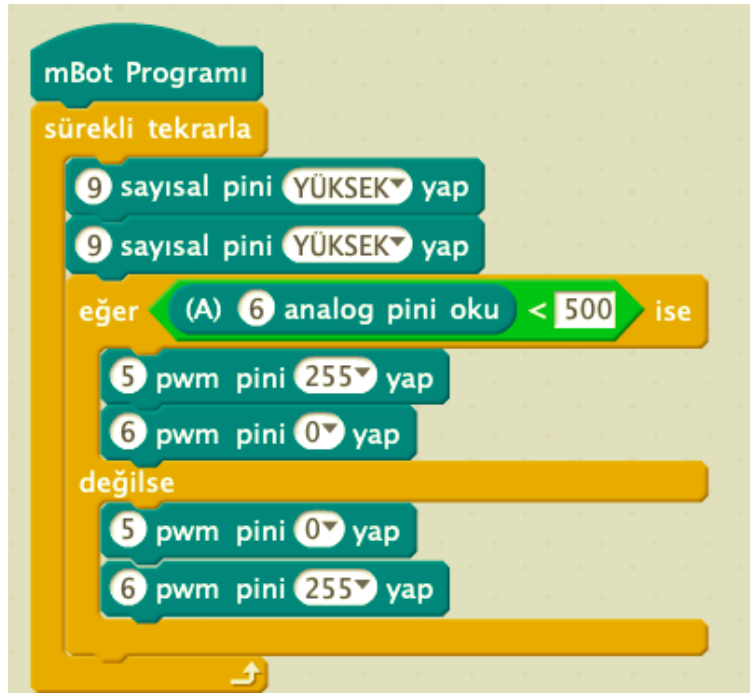 mBot Programı
sürekli tekrarla
9 sayısal pini YÜKSEK yap
9 sayısal pini YÜKSEK yap
eğer (A) 6 analog pini oku < 500 ise
5 pwm pini 255 yap
6 pwm pini 0 yap
değilse
5 pwm pini 0 yap
6 pwm pini 255 yap